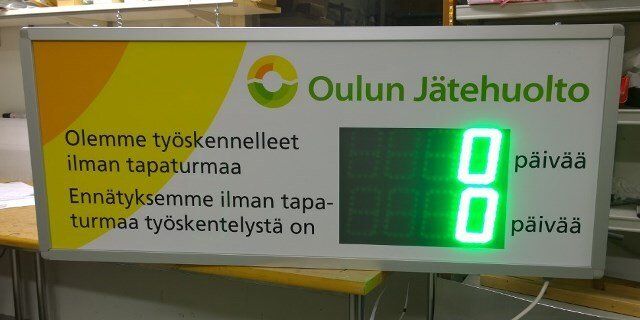 Oulun Jätehuolto
Olemme työskennelleet
ilman tapaturmaa
0 päivää
Ennätyksemme ilman tapa-
turmaa työskentelystä on
0 päivää